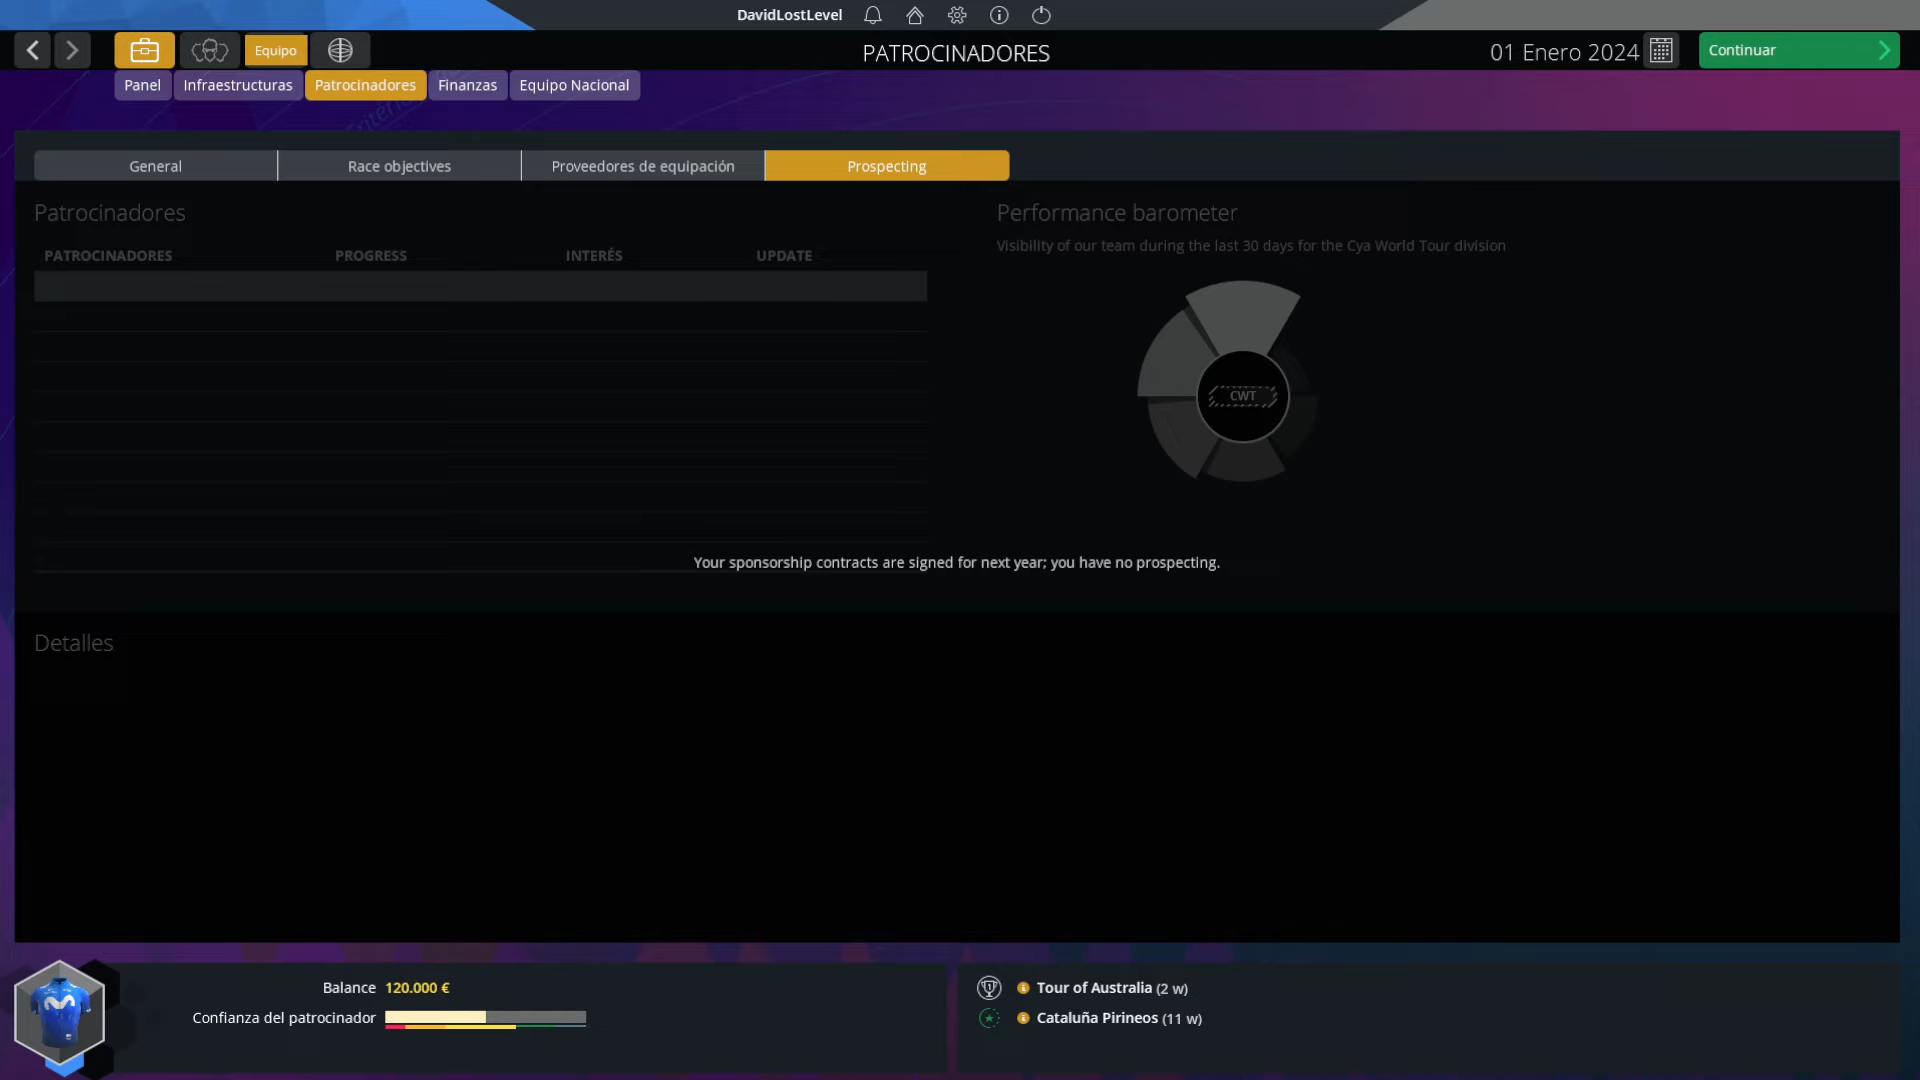 DavidLostLevel
Equipo
PATROCINADORES
01 Enero 2024
Continuar
Panel
Infraestructuras
Patrocinadores
Finanzas
Equipo Nacional
General
Race objectives
Proveedores de equipación
Prospecting
Patrocinadores
Performance barometer
PATROCINADORES PROGRESS INTERÉS UPDATE
Visibility of our team during the last 30 days for the Cya World Tour division
CWT
Your sponsorship contracts are signed for next year; you have no prospecting.
Detalles
Balance 120.000 €
Confianza del patrocinador
Tour of Australia (2 w)
Cataluña Pirineos (11 w)